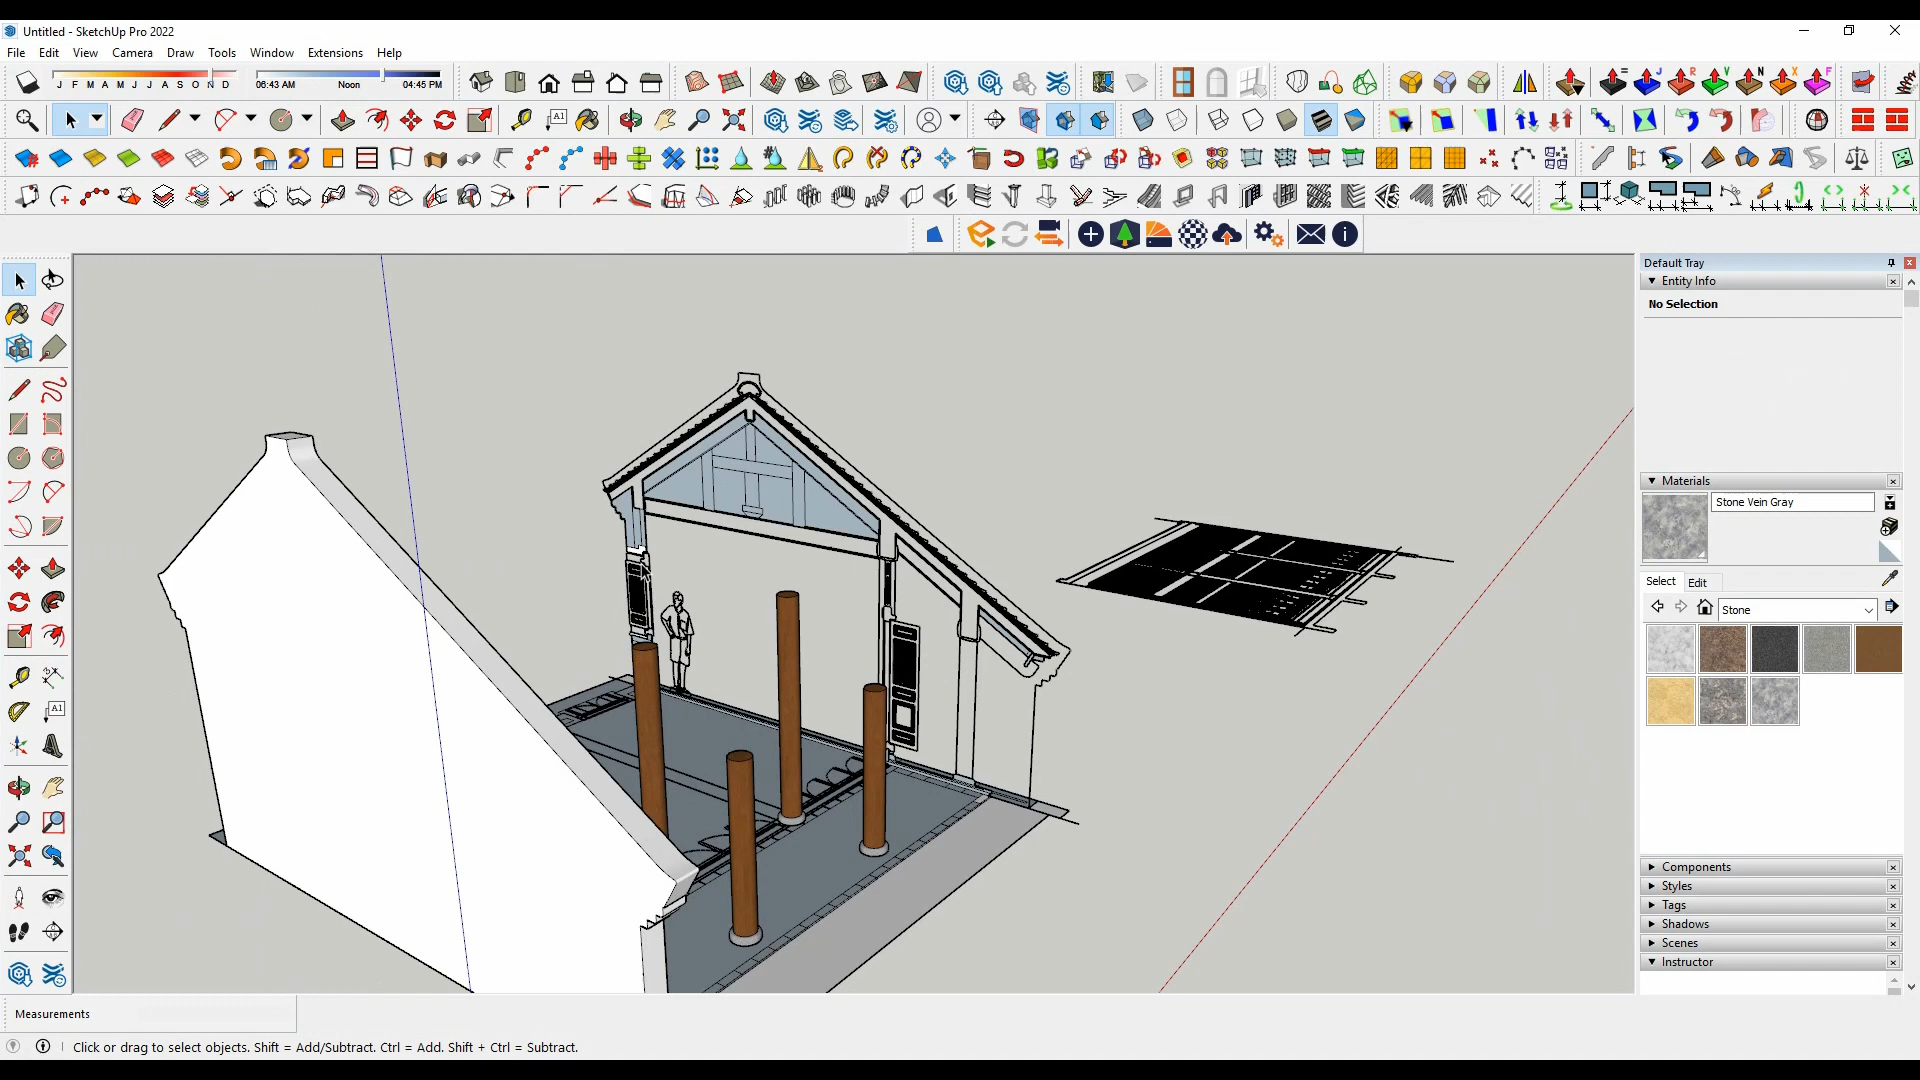 Untitled - SketchUp Pro 2022
File Edit View Camera Draw Tools Window Extensions Help
J F M A M J J A S O N D 06:43 AM Noon 04:45 PM
A1
Default Tray
Entity Info
No Selection
Materials
Stone Vein Gray
Select Edit
Stone
A1
Components
Styles
Tags
Shadows
Scenes
Instructor
Measurements
Click or drag to select objects. Shift = Add/Subtract. Ctrl = Add. Shift + Ctrl = Subtract.